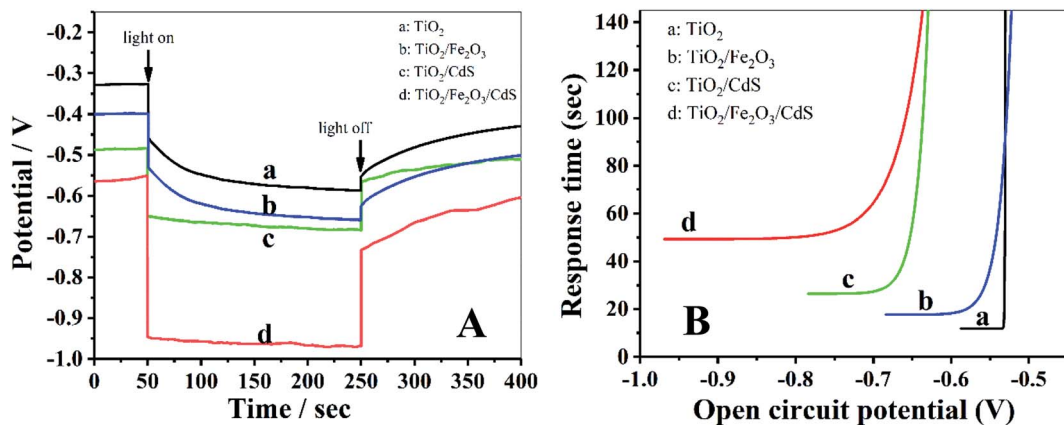 -0.2
-0.3
-0.4
-0.5
-0.6
-0.7
-0.8
-0.9
-1.0
Potential / V
light on
a: TiO₂
b: TiO₂/Fe₂O₃
c: TiO₂/CdS
d: TiO₂/Fe₂O₃/CdS
light off
a
b
c
d
A
0 50 100 150 200 250 300 350 400
Time / sec
140
120
100
80
60
40
20
0
Response time (sec)
a: TiO₂
b: TiO₂/Fe₂O₃
c: TiO₂/CdS
d: TiO₂/Fe₂O₃/CdS
d
c
b
a
B
-1.0 -0.9 -0.8 -0.7 -0.6 -0.5
Open circuit potential (V)